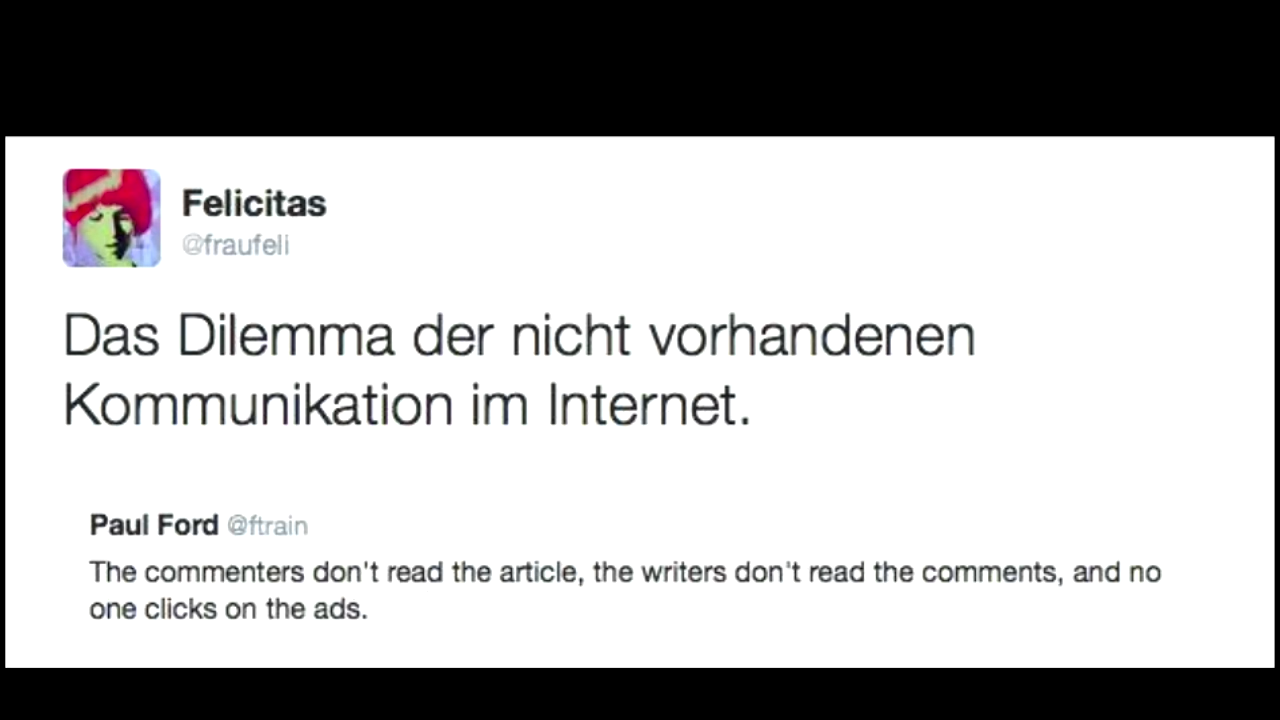 Felicitas
@fraufeli
Das Dilemma der nicht vorhandenen
Kommunikation im Internet.
Paul Ford @ftrain
The commenters don't read the article, the writers don't read the comments, and no
one clicks on the ads.